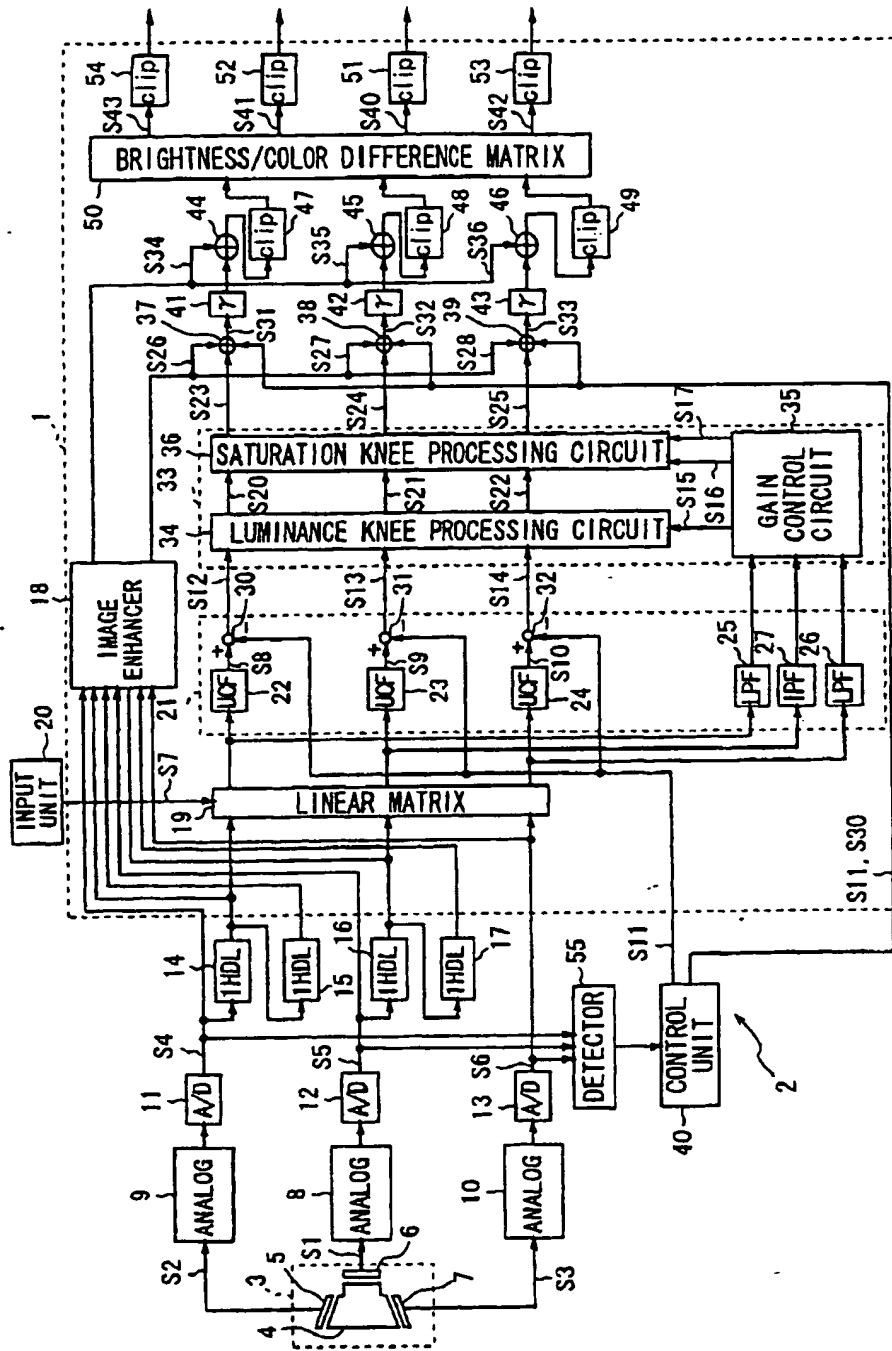 INPUT UNIT
20
S7
1
18
IMAGE ENHANCER
21
19
LINEAR MATRIX
3
4
5
6
7
S2
S1
S3
9
ANALOG
8
ANALOG
10
ANALOG
11
A/D
S4
12
A/D
S5
13
A/D
S6
14
1HDL
15
1HDL
16
1HDL
17
1HDL
55
DETECTOR
40
CONTROL UNIT
2
S11
S11, S30
UCF
22
S8
+
-
30
UCF
23
S9
+
-
31
UCF
24
S10
+
-
32
25
LPF
27
IPF
26
LPF
S12
S13
S14
34
LUMINANCE KNEE PROCESSING CIRCUIT
33
S20
S21
S22
36
SATURATION KNEE PROCESSING CIRCUIT
S15
S16
S17
35
GAIN CONTROL CIRCUIT
S23
S24
S25
S26
S27
S28
37
38
39
S31
S32
S33
41
γ
42
γ
43
γ
S34
S35
S36
44
45
46
clip
47
clip
48
clip
49
50
BRIGHTNESS/COLOR DIFFERENCE MATRIX
S43
clip
54
S41
clip
52
S40
clip
51
S42
clip
53